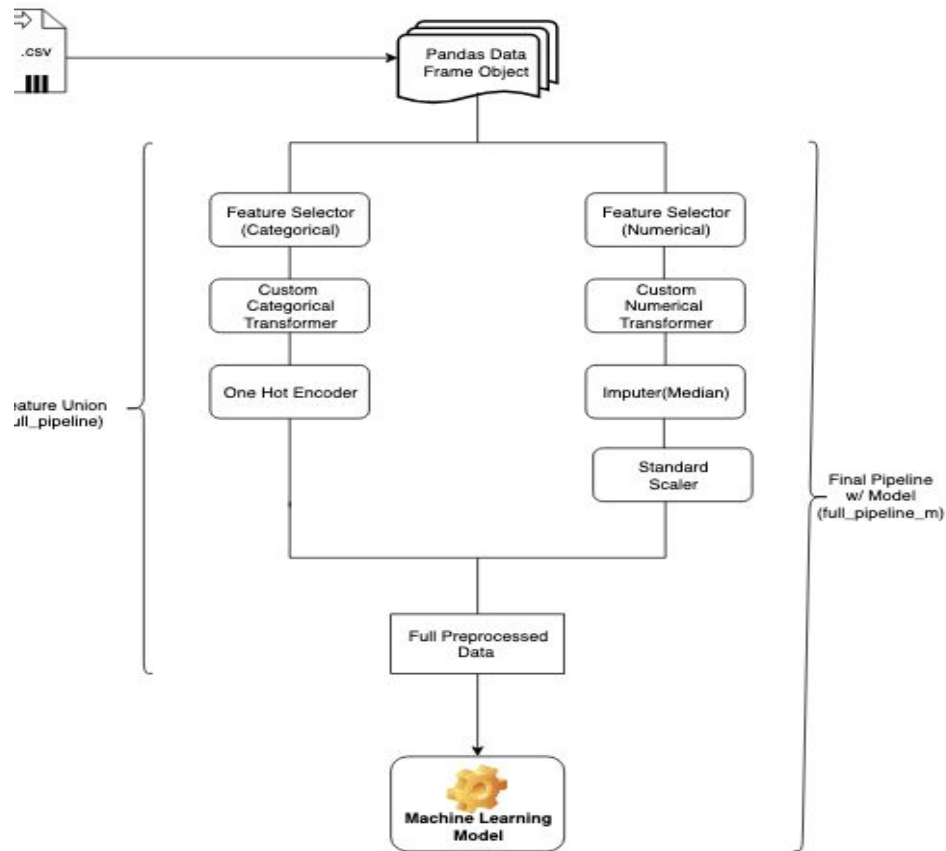 .csv
Pandas Data
Frame Object
Feature Selector
(Categorical)
Feature Selector
(Numerical)
Custom
Categorical
Transformer
Custom
Numerical
Transformer
One Hot Encoder
Imputer(Median)
eature Union
ull_pipeline)
Standard
Scaler
Final Pipeline
w/ Model
(full_pipeline_m)
Full Preprocessed
Data
Machine Learning
Model